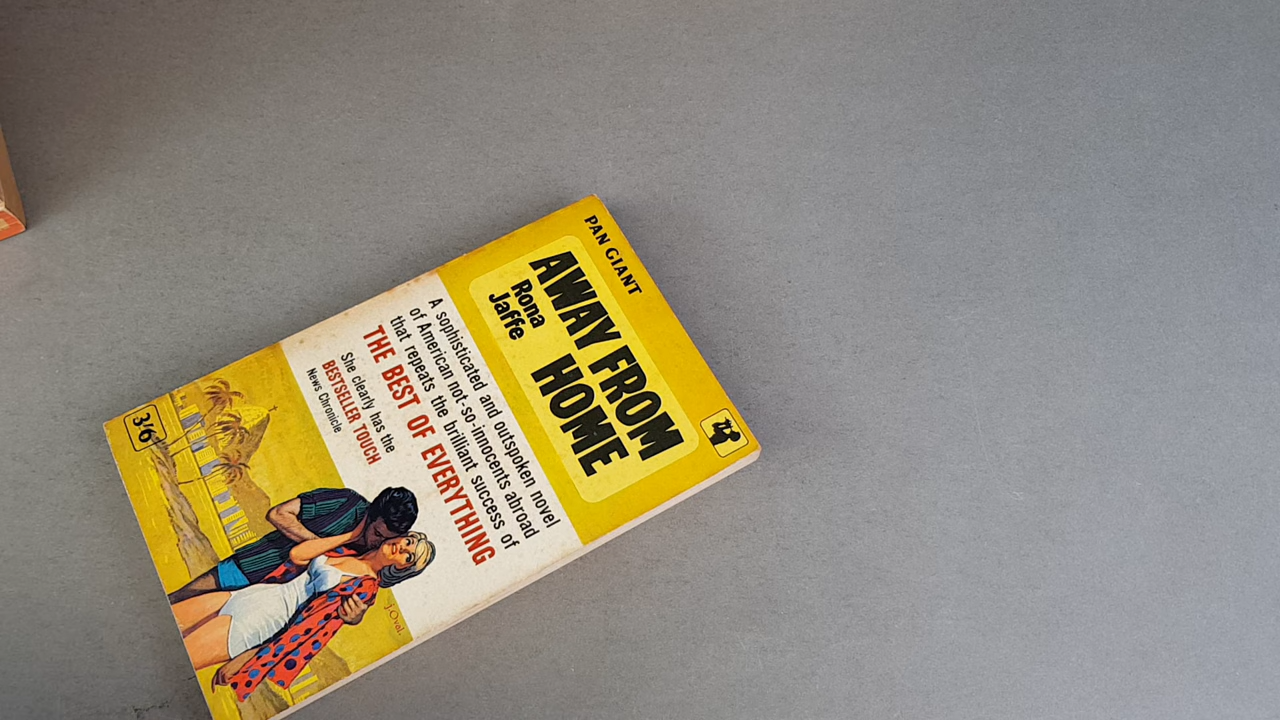 PAN GIANT
AWAY FROM
HOME
Rona
Jaffe
A sophisticated and outspoken novel
of American not-so-innocents abroad
that repeats the brilliant success of
THE BEST OF EVERYTHING
She clearly has the
BESTSELLER TOUCH
News Chronicle
3/6
J. Oval.